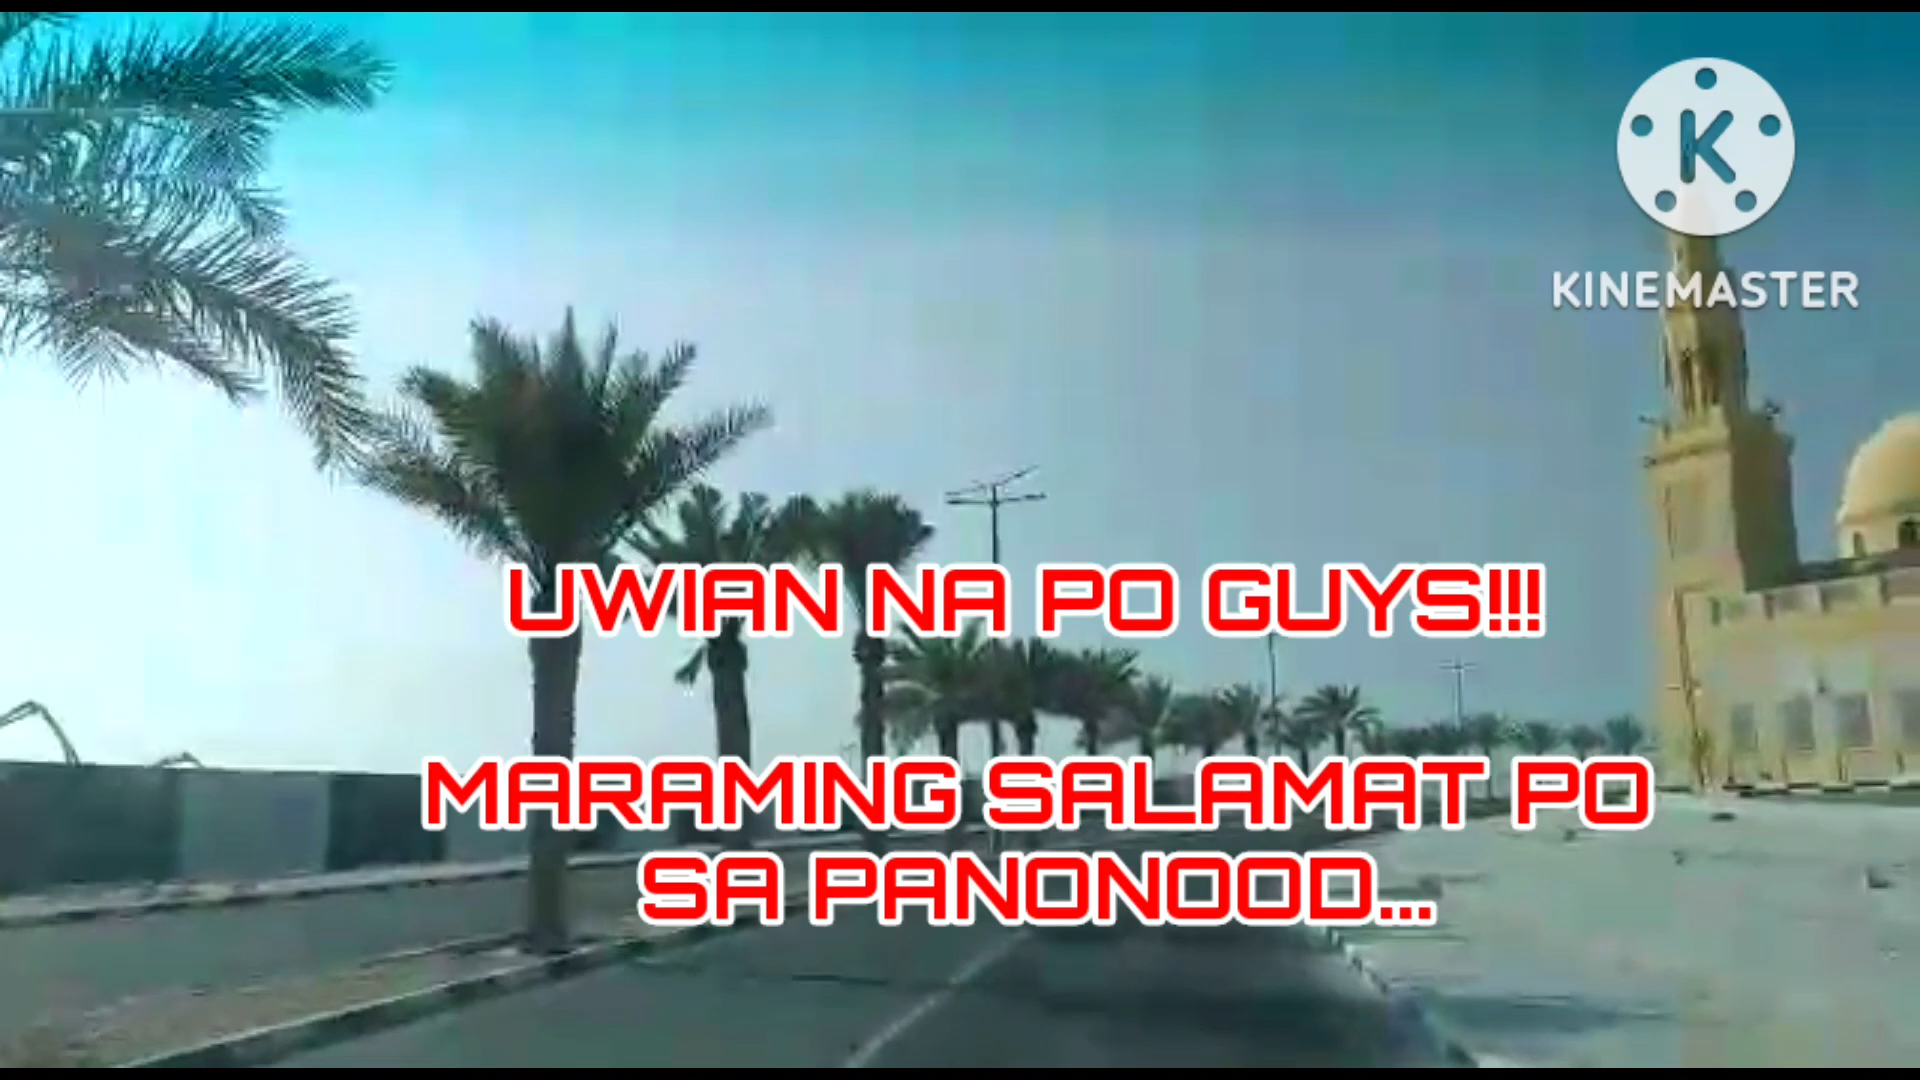 K
KINEMASTER
UWIAN NA PO GUYS!!!
MARAMING SALAMAT PO
SA PANONOOD...